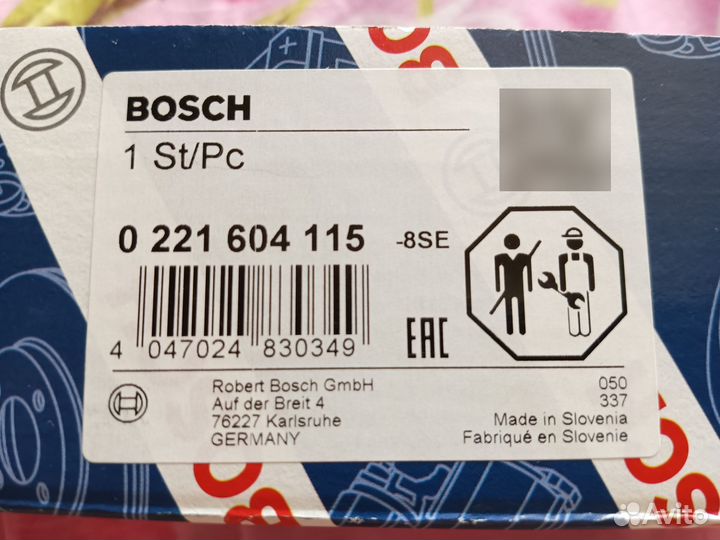 BOSCH
1 St/Pc
0 221 604 115 -8SE
4 047024 830349
EAC
Robert Bosch GmbH
Auf der Breit 4
76227 Karlsruhe
GERMANY
050
337
Made in Slovenia
Fabriqué en Slovenie
Avito